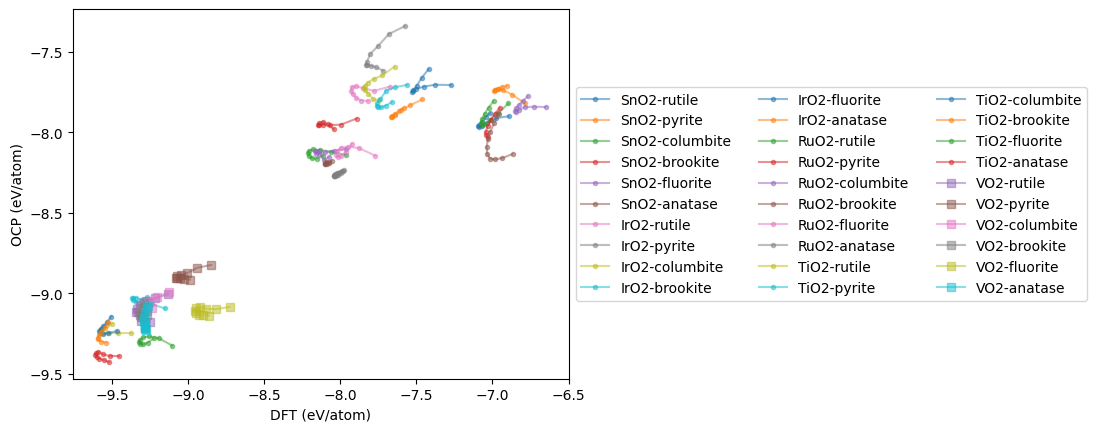 −7.5
−8.0
−8.5
−9.0
−9.5
OCP (eV/atom)
−9.5 −9.0 −8.5 −8.0 −7.5 −7.0 −6.5
DFT (eV/atom)
SnO2-rutile IrO2-fluorite TiO2-columbite
SnO2-pyrite IrO2-anatase TiO2-brookite
SnO2-columbite RuO2-rutile TiO2-fluorite
SnO2-brookite RuO2-pyrite TiO2-anatase
SnO2-fluorite RuO2-columbite VO2-rutile
SnO2-anatase RuO2-brookite VO2-pyrite
IrO2-rutile RuO2-fluorite VO2-columbite
IrO2-pyrite RuO2-anatase VO2-brookite
IrO2-columbite TiO2-rutile VO2-fluorite
IrO2-brookite TiO2-pyrite VO2-anatase